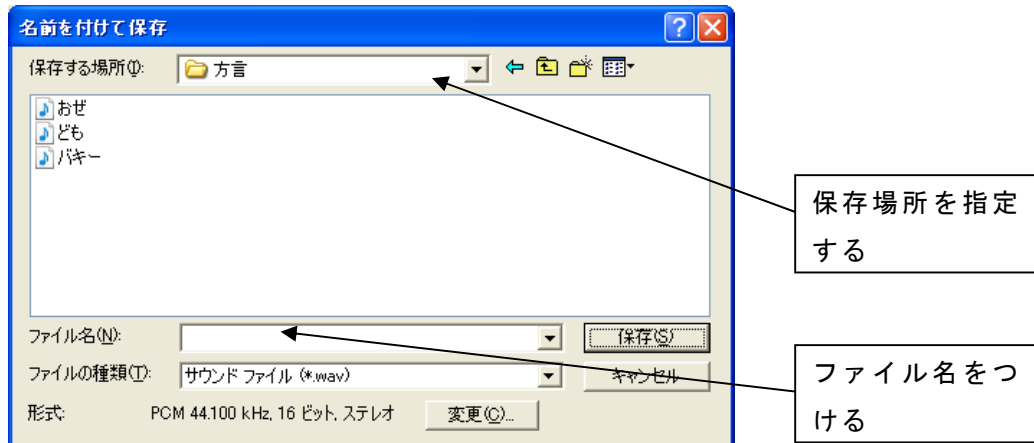 名前を付けて保存
保存する場所(I): 方言
おぜ
ども
バキー
保存場所を指定
する
ファイル名(N): 保存(S)
ファイルの種類(T): サウンド ファイル (*.wav) キャンセル
ファイル名をつ
ける
形式: PCM 44.100 kHz, 16 ビット, ステレオ 変更(C)...